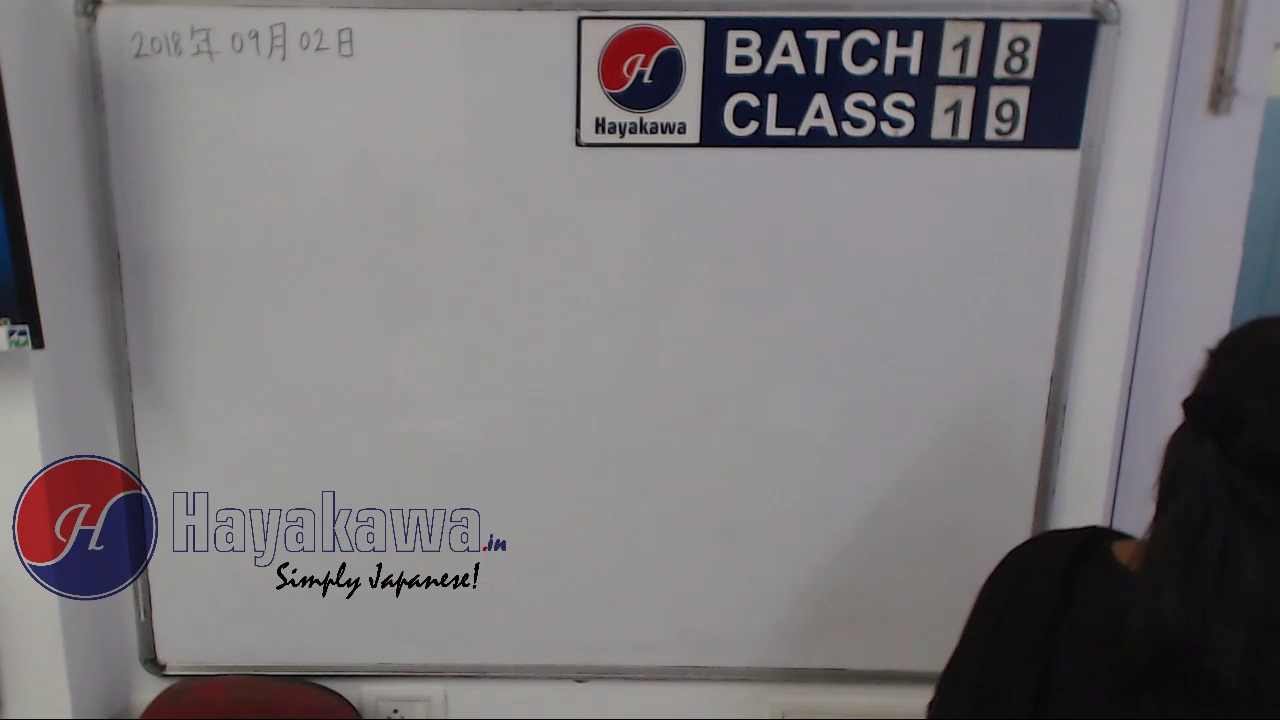 2018年 09月 02日
BATCH 18
CLASS 19
H
Hayakawa
H
Hayakawa.in
Simply Japanese!